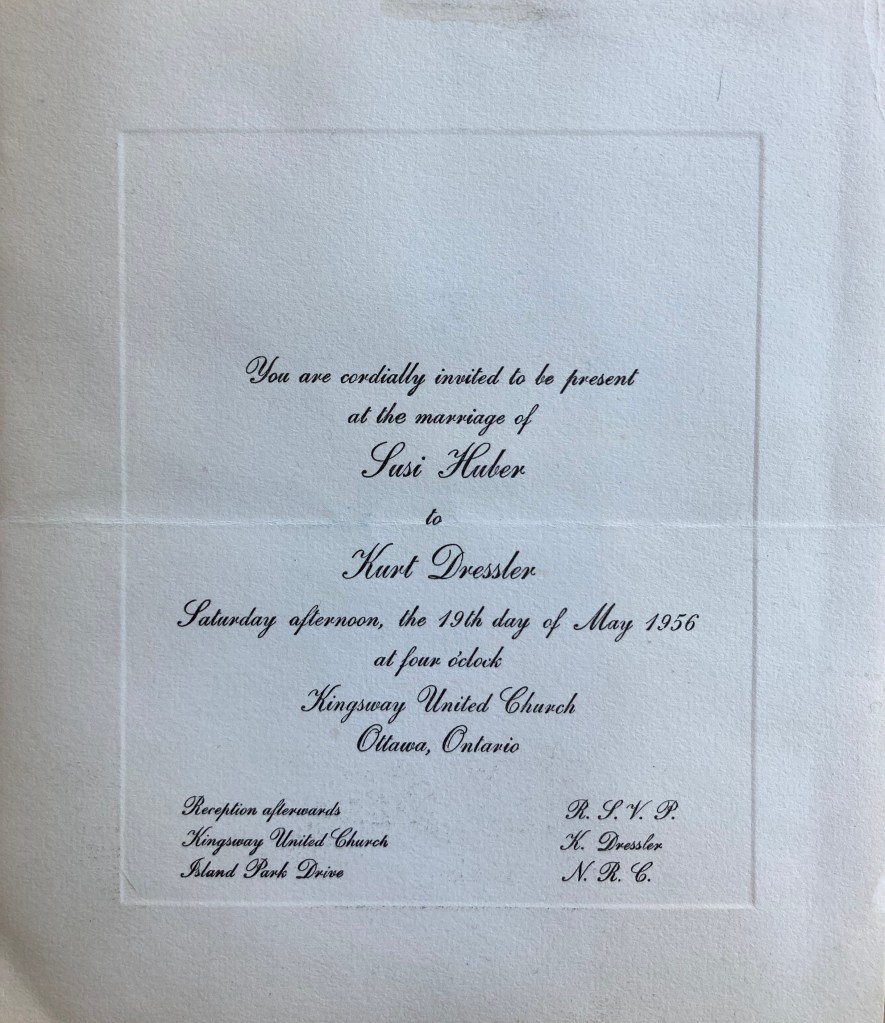 You are cordially invited to be present
at the marriage of
Susi Huber
to
Kurt Dressler
Saturday afternoon, the 19th day of May 1956
at four o'clock
Kingsway United Church
Ottawa, Ontario
Reception afterwards
Kingsway United Church
Island Park Drive
R. S. V. P.
K. Dressler
N. R. C.